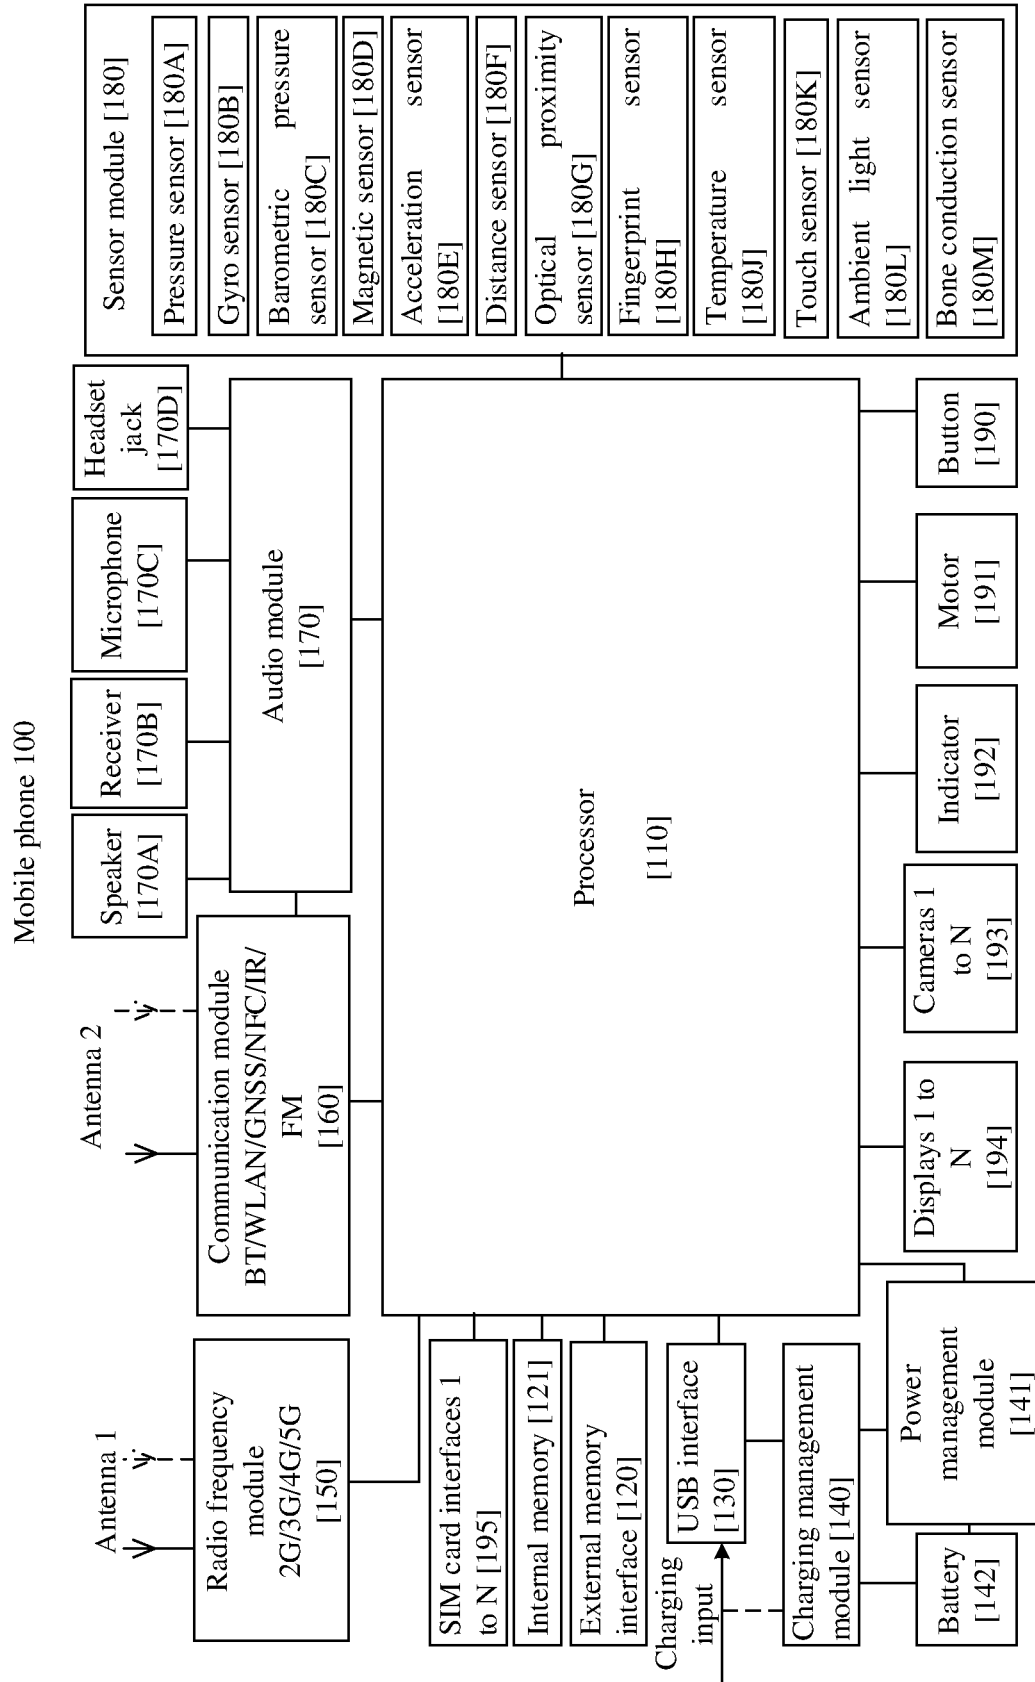 Mobile phone 100
Antenna 1
Antenna 2
Radio frequency
module
2G/3G/4G/5G
[150]
Communication module
BT/WLAN/GNSS/NFC/IR/
FM
[160]
Speaker
[170A]
Receiver
[170B]
Microphone
[170C]
Headset
jack
[170D]
Audio module
[170]
Sensor module [180]
Pressure sensor [180A]
Gyro sensor [180B]
Barometric pressure
sensor [180C]
Magnetic sensor [180D]
Acceleration sensor
[180E]
Distance sensor [180F]
Optical proximity
sensor [180G]
Fingerprint sensor
[180H]
Temperature sensor
[180J]
Touch sensor [180K]
Ambient light sensor
[180L]
Bone conduction sensor
[180M]
SIM card interfaces 1
to N [195]
Internal memory [121]
External memory
interface [120]
Charging
input
USB interface
[130]
Charging management
module [140]
Battery
[142]
Power
management
module
[141]
Processor
[110]
Displays 1 to
N
[194]
Cameras 1
to N
[193]
Indicator
[192]
Motor
[191]
Button
[190]